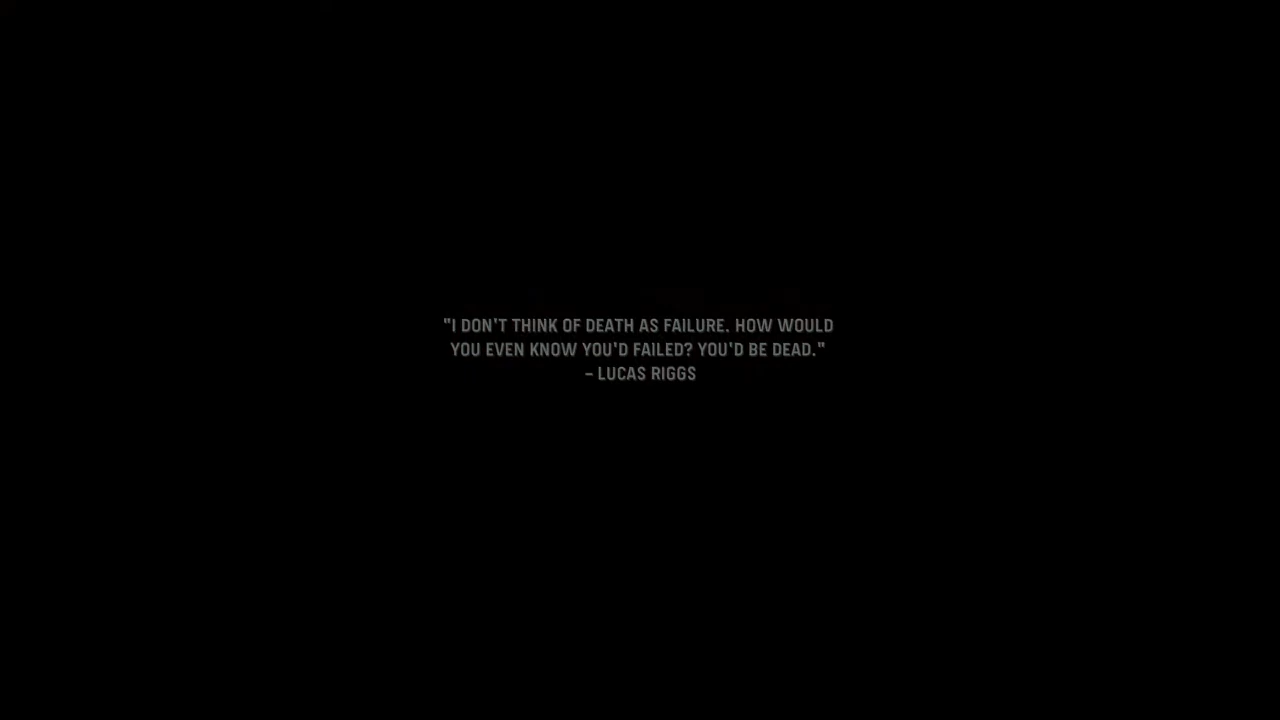 "I DON'T THINK OF DEATH AS FAILURE. HOW WOULD
YOU EVEN KNOW YOU'D FAILED? YOU'D BE DEAD."
– LUCAS RIGGS